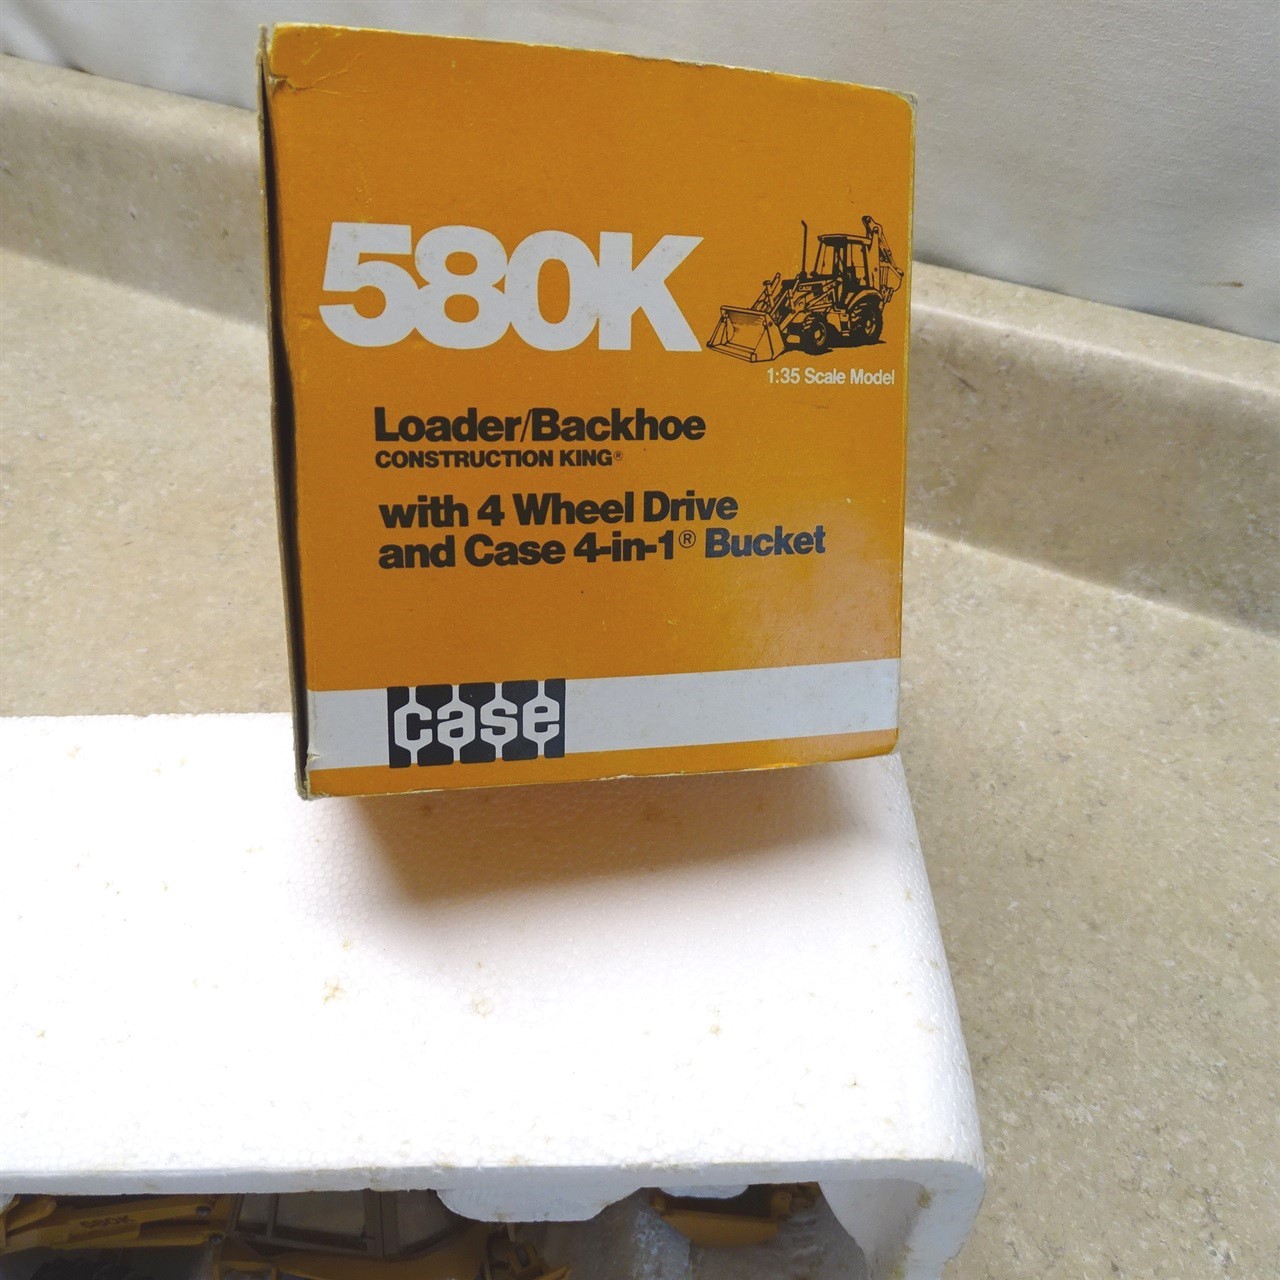 580K
1:35 Scale Model
Loader/Backhoe
CONSTRUCTION KING®
with 4 Wheel Drive
and Case 4-in-1® Bucket
case
580K